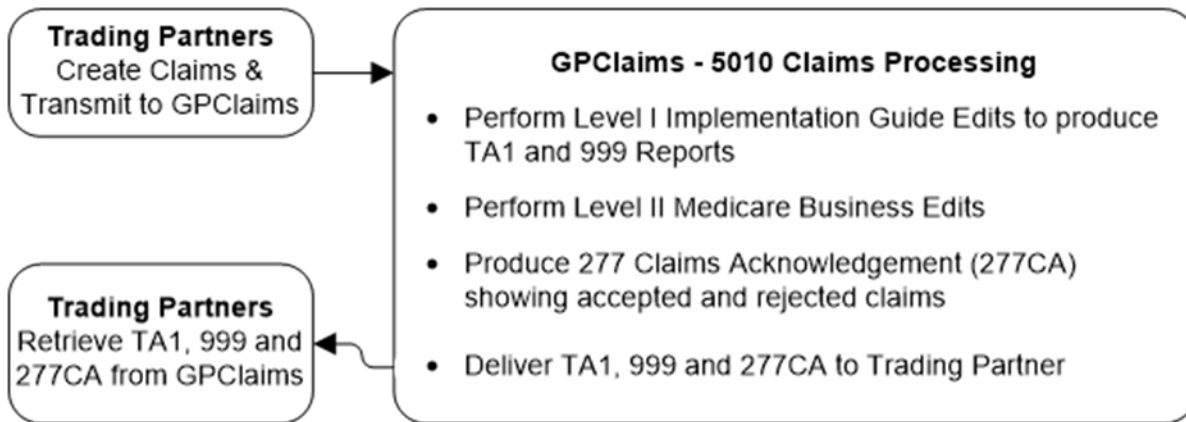 Trading Partners
Create Claims &
Transmit to GPClaims
GPClaims - 5010 Claims Processing
• Perform Level I Implementation Guide Edits to produce
TA1 and 999 Reports
• Perform Level II Medicare Business Edits
• Produce 277 Claims Acknowledgement (277CA)
showing accepted and rejected claims
• Deliver TA1, 999 and 277CA to Trading Partner
Trading Partners
Retrieve TA1, 999 and
277CA from GPClaims